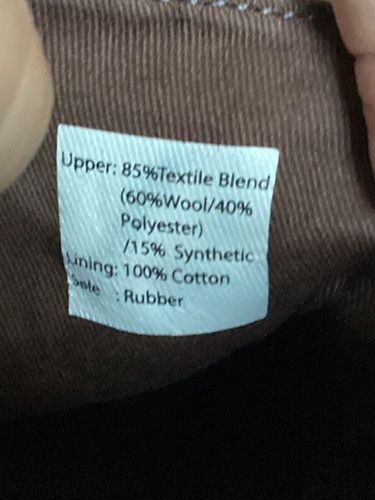 Upper: 85%Textile Blend
(60%Wool/40%
Polyester)
/15% Synthetic
Lining: 100% Cotton
Sole : Rubber